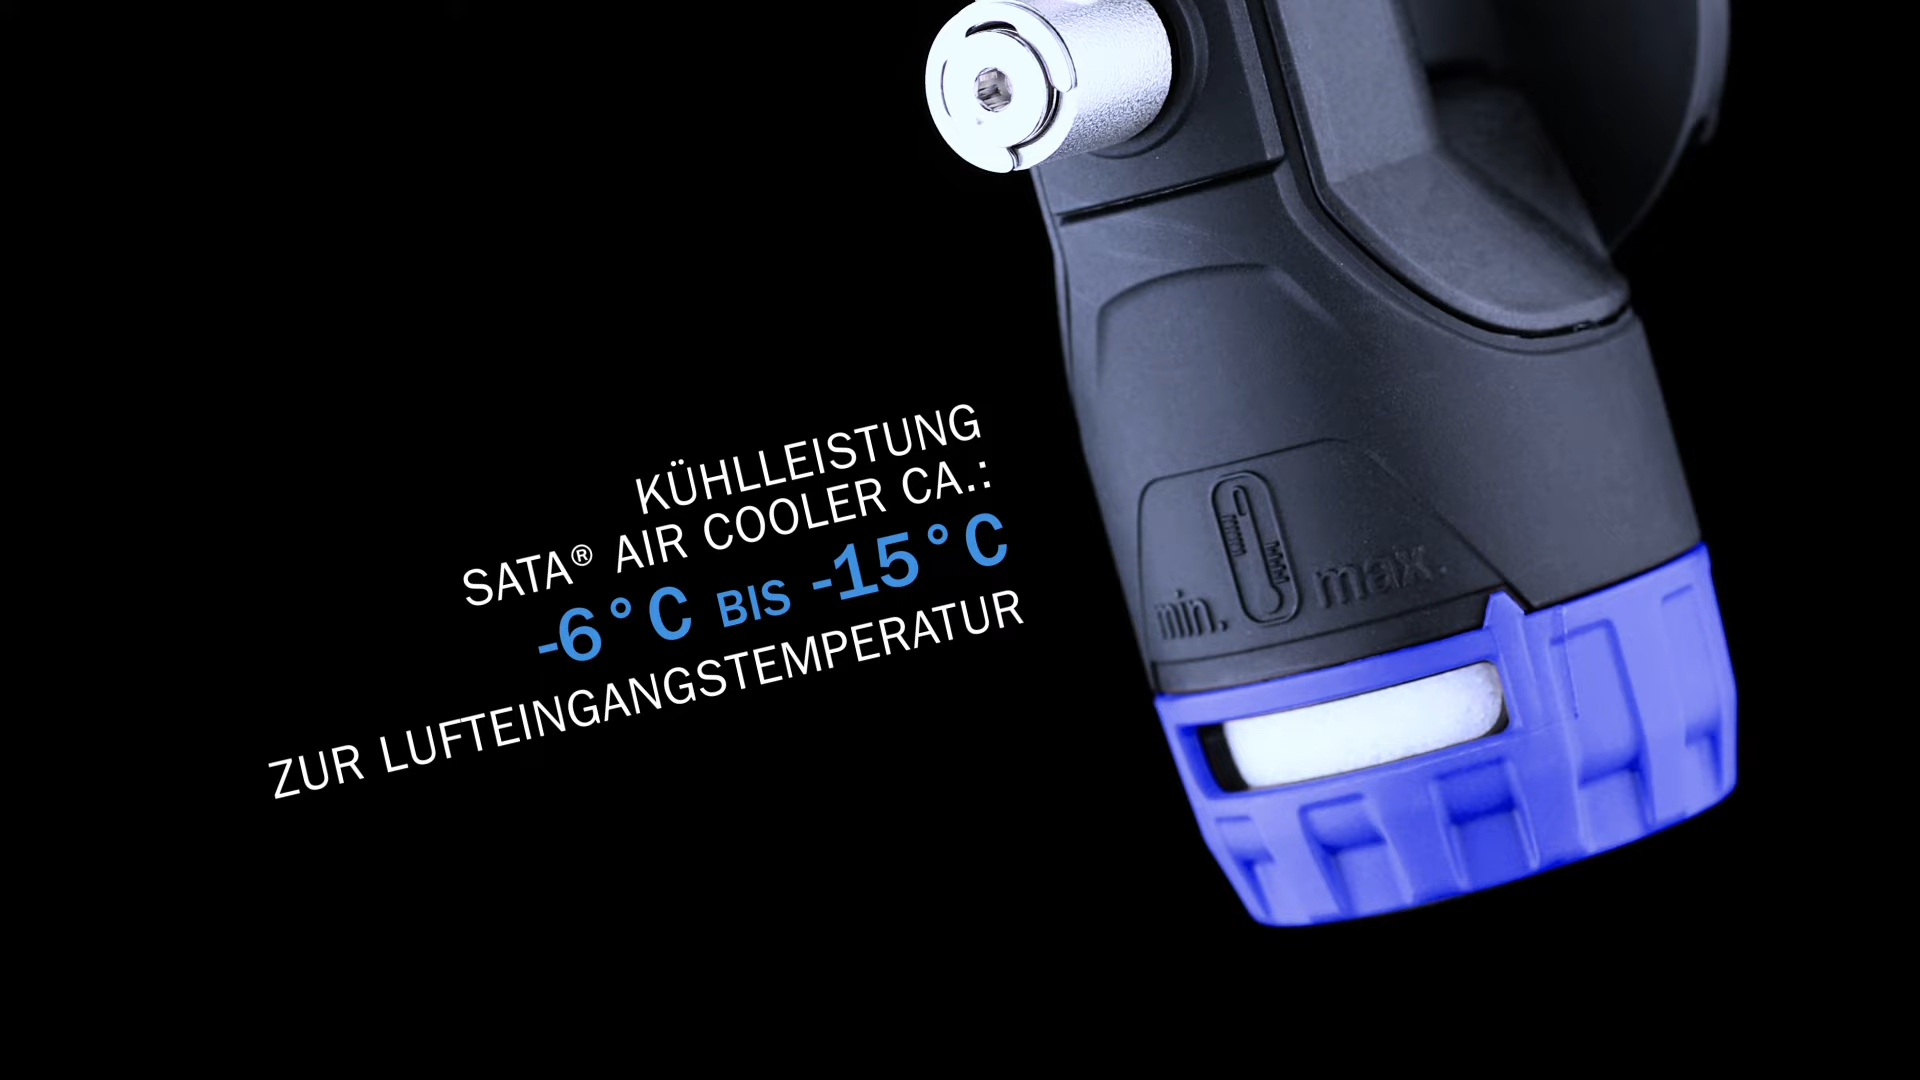 KÜHLLEISTUNG
SATA® AIR COOLER CA.:
-6°C BIS -15°C
ZUR LUFTEINGANGSTEMPERATUR
min. max.